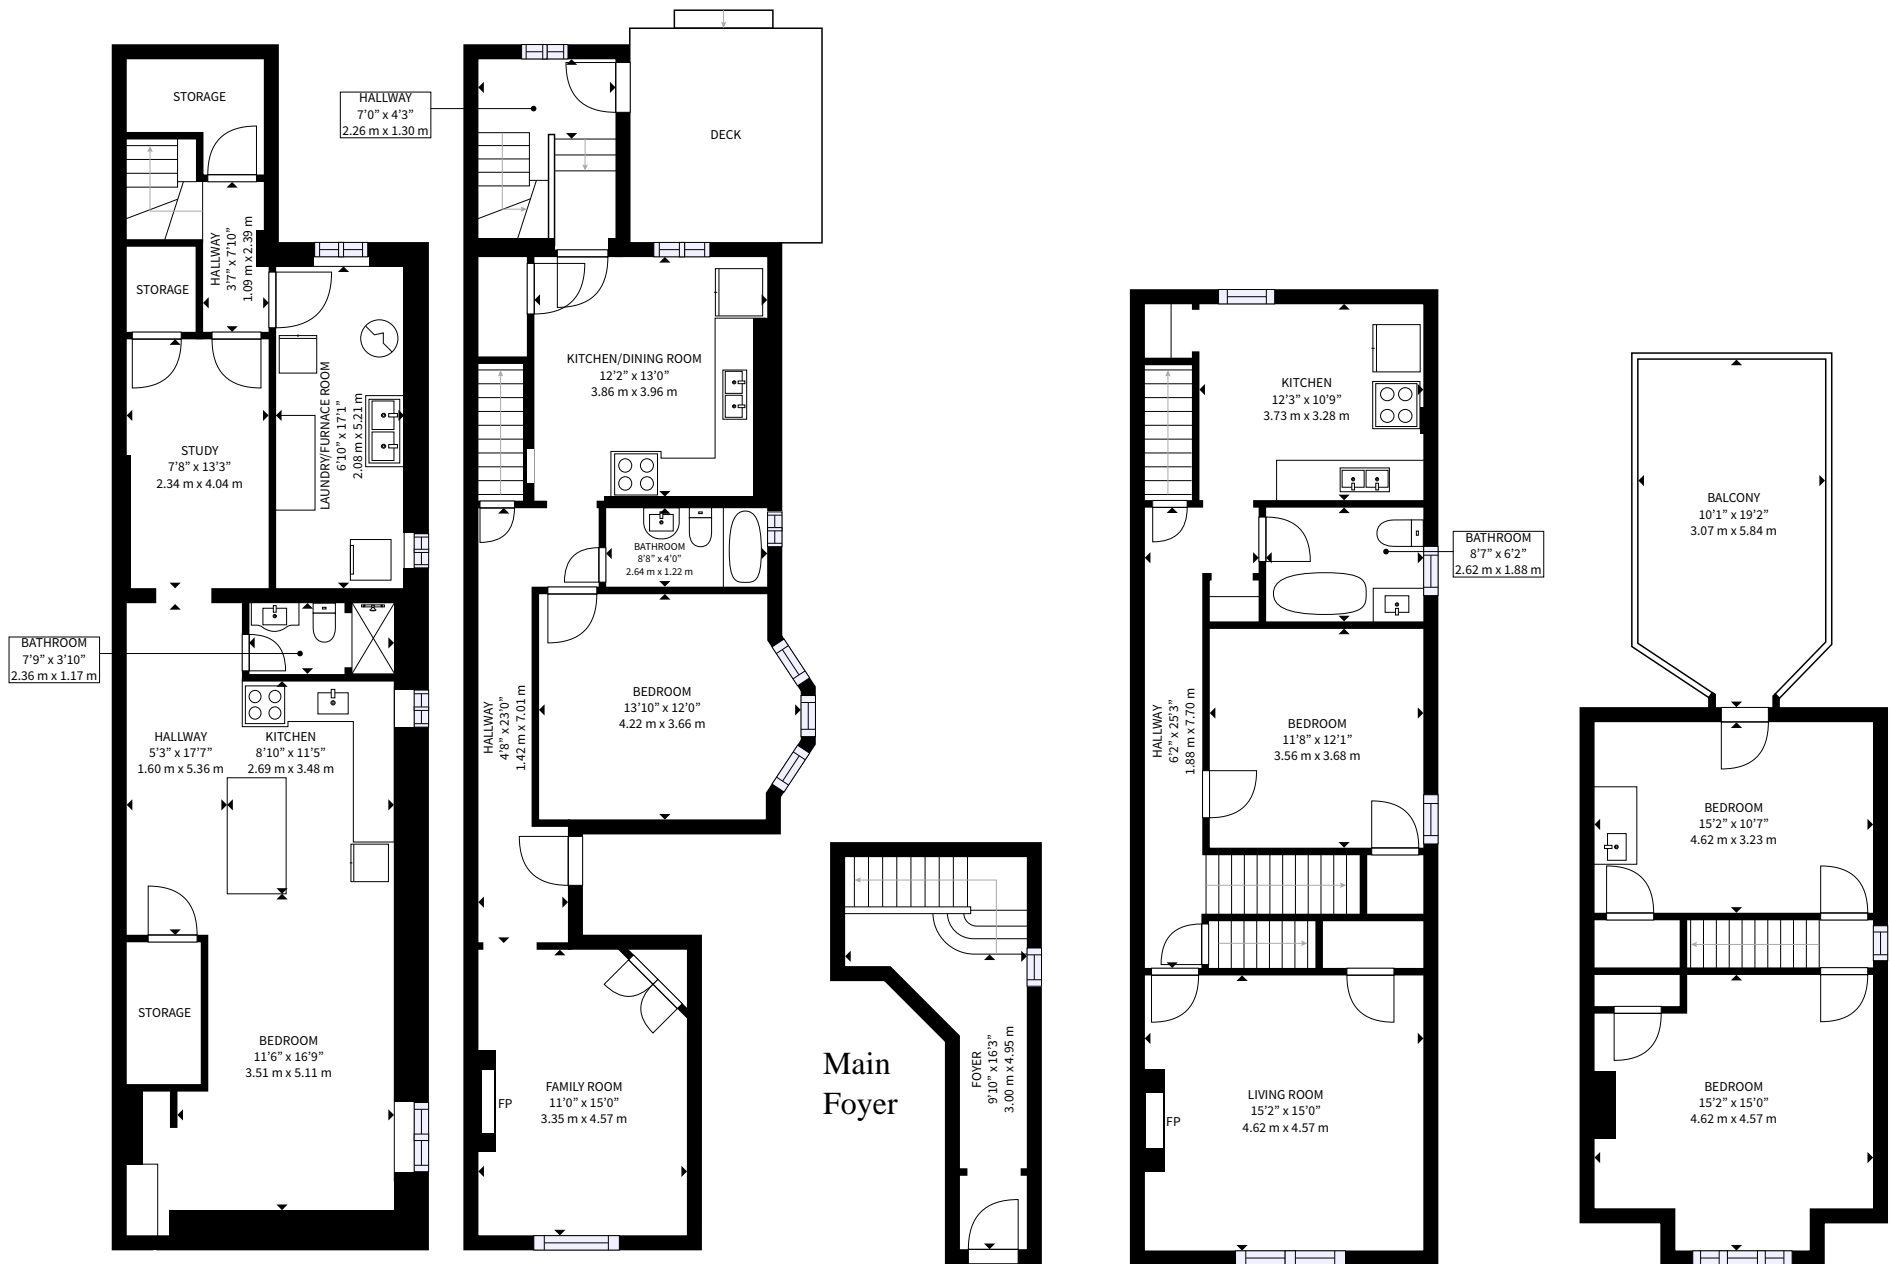 STORAGE
HALLWAY
3'7" x 7'10"
1.09 m x 2.39 m
STORAGE
LAUNDRY/FURNACE ROOM
6'10" x 17'1"
2.08 m x 5.21 m
STUDY
7'8" x 13'3"
2.34 m x 4.04 m
BATHROOM
7'9" x 3'10"
2.36 m x 1.17 m
HALLWAY
5'3" x 17'7"
1.60 m x 5.36 m
KITCHEN
8'10" x 11'5"
2.69 m x 3.48 m
STORAGE
BEDROOM
11'6" x 16'9"
3.51 m x 5.11 m
HALLWAY
7'0" x 4'3"
2.26 m x 1.30 m
DECK
KITCHEN/DINING ROOM
12'2" x 13'0"
3.86 m x 3.96 m
BATHROOM
8'8" x 4'0"
2.64 m x 1.22 m
HALLWAY
4'8" x 23'0"
1.42 m x 7.01 m
BEDROOM
13'10" x 12'0"
4.22 m x 3.66 m
FP
FAMILY ROOM
11'0" x 15'0"
3.35 m x 4.57 m
Main
Foyer
FOYER
9'10" x 16'3"
3.00 m x 4.95 m
KITCHEN
12'3" x 10'9"
3.73 m x 3.28 m
BATHROOM
8'7" x 6'2"
2.62 m x 1.88 m
HALLWAY
6'2" x 25'3"
1.88 m x 7.70 m
BEDROOM
11'8" x 12'1"
3.56 m x 3.68 m
FP
LIVING ROOM
15'2" x 15'0"
4.62 m x 4.57 m
BALCONY
10'1" x 19'2"
3.07 m x 5.84 m
BEDROOM
15'2" x 10'7"
4.62 m x 3.23 m
BEDROOM
15'2" x 15'0"
4.62 m x 4.57 m